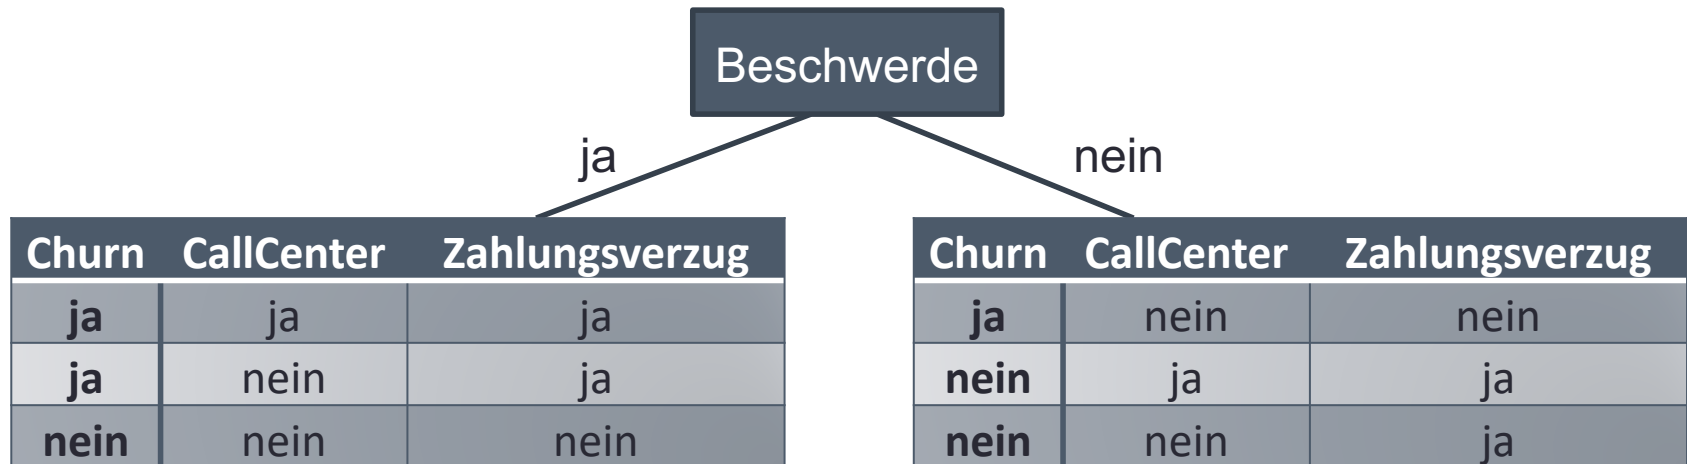 Beschwerde
ja nein
Churn CallCenter Zahlungsverzug
ja ja ja
ja nein ja
nein nein nein
Churn CallCenter Zahlungsverzug
ja nein nein
nein ja ja
nein nein ja